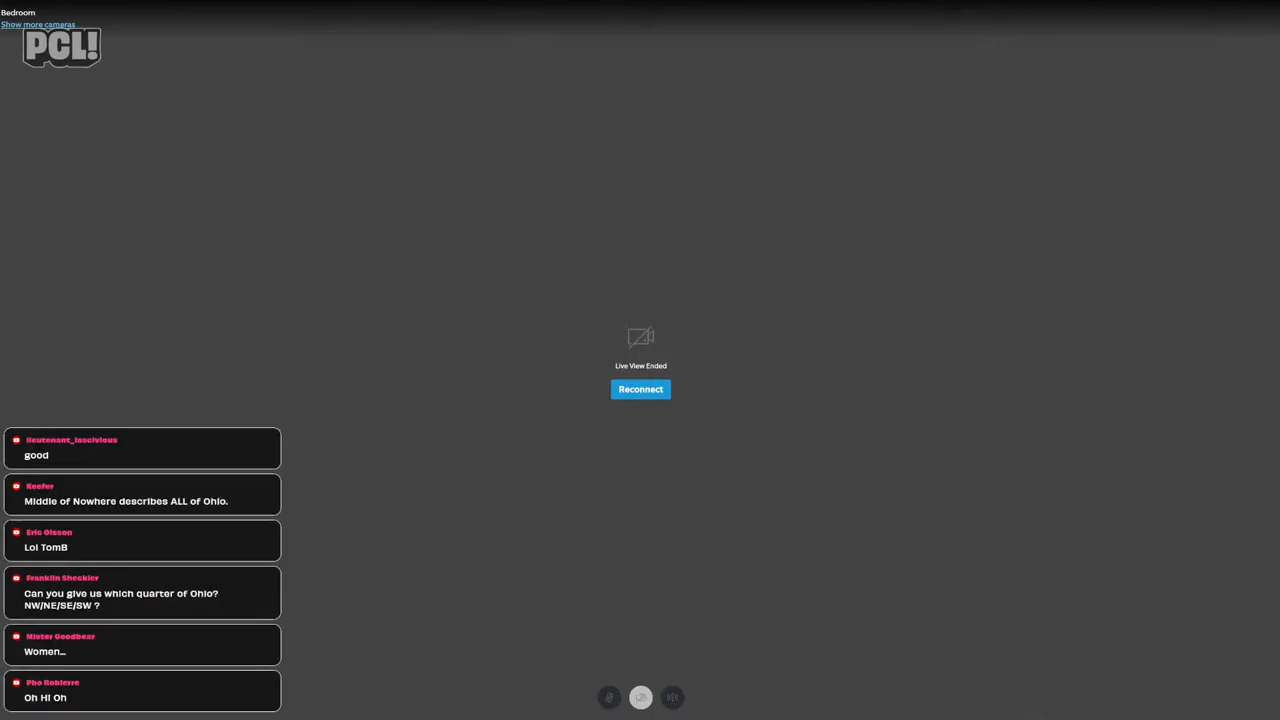 Bedroom
Show more cameras
PCL!
Live View Ended
Reconnect
lieutenant_lascivious
good
Keefer
Middle of Nowhere describes ALL of Ohio.
Eric Gisson
Lol TomB
Franklin Sheckler
Can you give us which quarter of Ohio?
NW/NE/SE/SW ?
Mister Goodbear
Women...
Pho Robierre
Oh Hi Oh